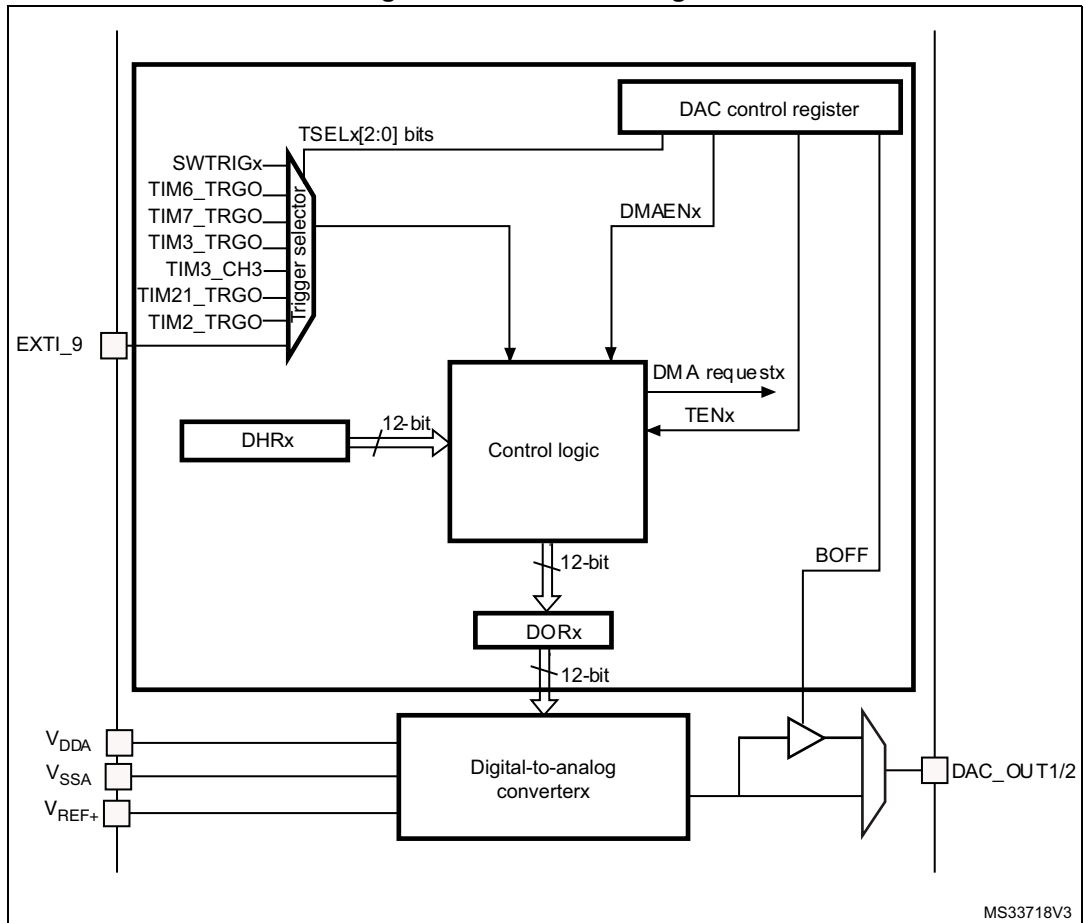 DAC control register
TSELx[2:0] bits
SWTRIGx
TIM6_TRGO
TIM7_TRGO
TIM3_TRGO
TIM3_CH3
TIM21_TRGO
TIM2_TRGO
Trigger selector
DMAENx
EXTI_9
DMA requestx
TENx
DHRx
12-bit
Control logic
12-bit
BOFF
DORx
12-bit
VDDA
VSSA
VREF+
Digital-to-analog
converterx
DAC_OUT1/2
MS33718V3